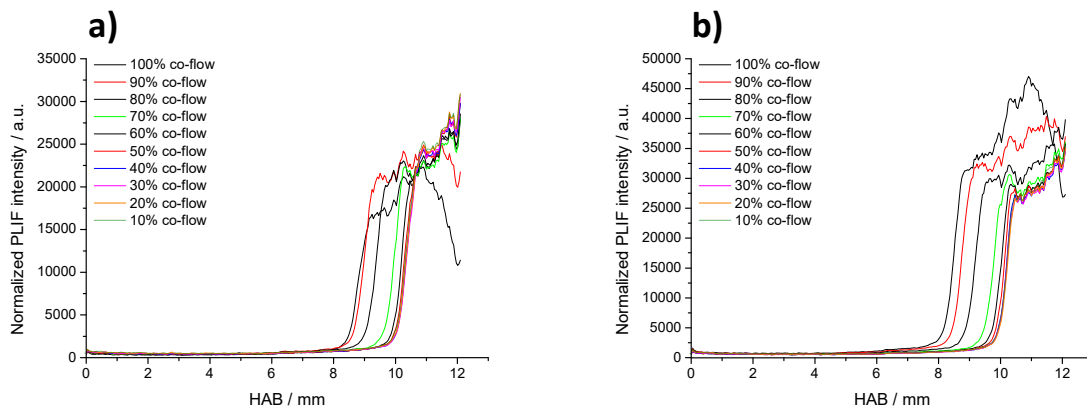 a)
Normalized PLIF intensity / a.u.
35000
30000
25000
20000
15000
10000
5000
0
100% co-flow
90% co-flow
80% co-flow
70% co-flow
60% co-flow
50% co-flow
40% co-flow
30% co-flow
20% co-flow
10% co-flow
0 2 4 6 8 10 12
HAB / mm
b)
Normalized PLIF intensity / a.u.
50000
45000
40000
35000
30000
25000
20000
15000
10000
5000
0
100% co-flow
90% co-flow
80% co-flow
70% co-flow
60% co-flow
50% co-flow
40% co-flow
30% co-flow
20% co-flow
10% co-flow
0 2 4 6 8 10 12
HAB / mm